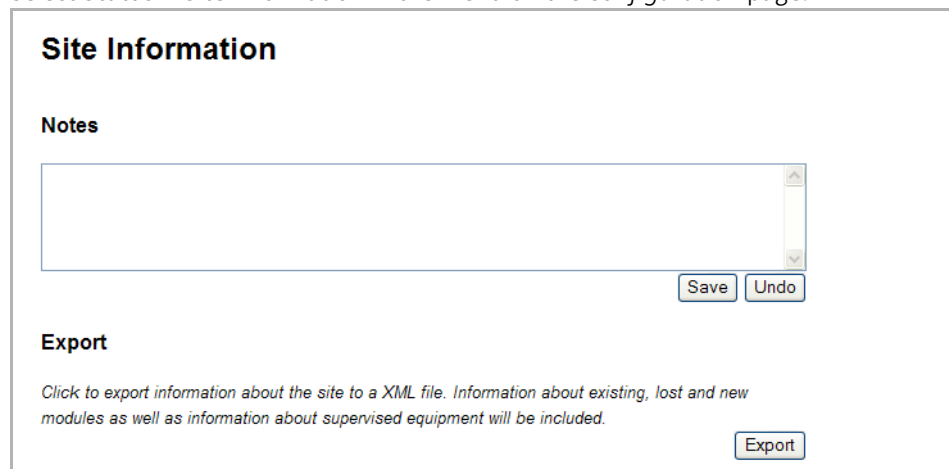 Site Information
Notes
Save Undo
Export
Click to export information about the site to a XML file. Information about existing, lost and new
modules as well as information about supervised equipment will be included.
Export